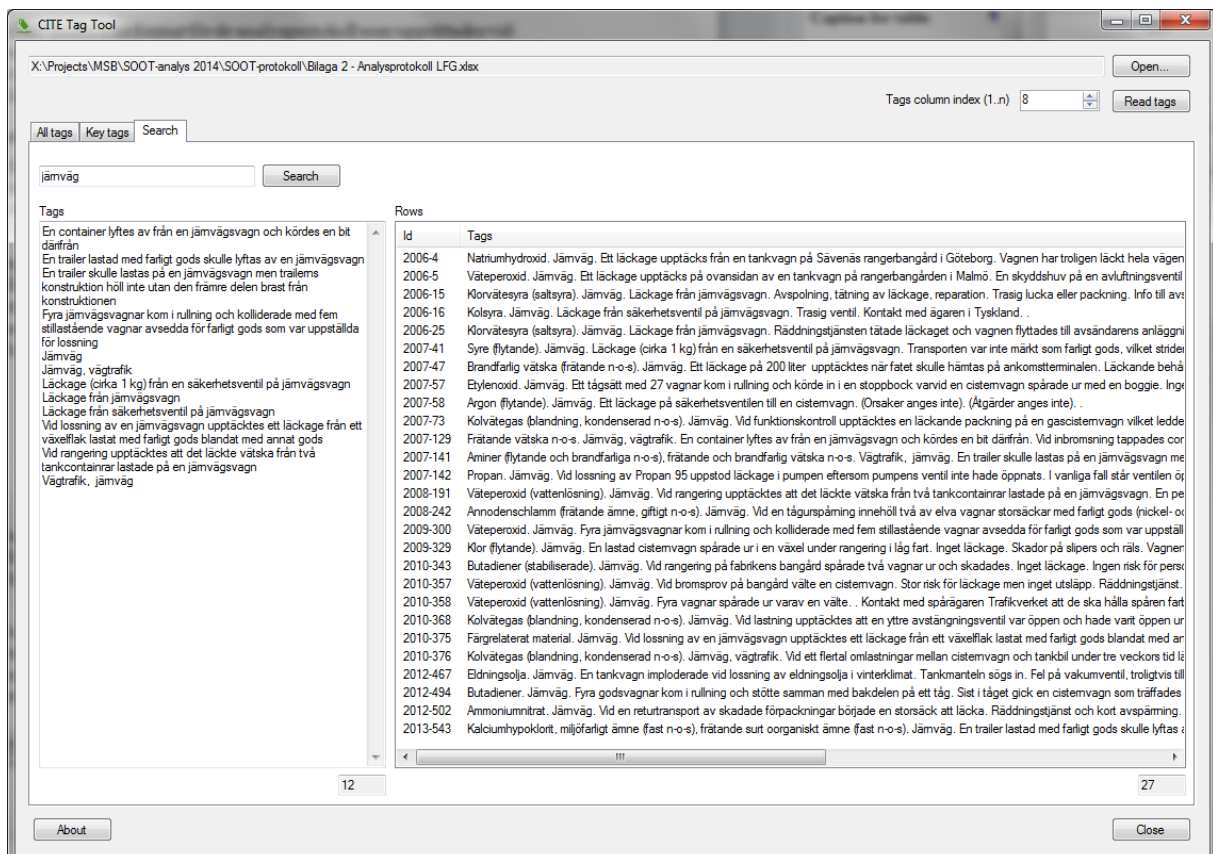 CITE Tag Tool
X:\Projects\MSB\SOOT-analys 2014\SOOT-protokoll\Bilaga 2 - Analysprotokoll LFG.xlsx
Open...
Tags column index (1..n) 8 Read tags
All tags Key tags Search
järnväg Search
Tags
En container lyftes av från en järnvägsvagn och kördes en bit
därifrån
En trailer lastad med farligt gods skulle lyftas av en järnvägsvagn
En trailer skulle lastas på en järnvägsvagn men trailerns
konstruktion höll inte utan den främre delen brast från
konstruktionen
Fyra järnvägsvagnar kom i rullning och kolliderade med fem
stillastående vagnar avsedda för farligt gods som var uppställda
för lossning
Järnväg
Järnväg, vägtrafik
Läckage (cirka 1 kg) från en säkerhetsventil på järnvägsvagn
Läckage från järnvägsvagn
Läckage från säkerhetsventil på järnvägsvagn
Vid lossning av en järnvägsvagn upptäcktes ett läckage från ett
växelflak lastat med farligt gods blandat med annat gods
Vid rangering upptäcktes att det läckte vätska från två
tankcontainrar lastade på en järnvägsvagn
Vägtrafik, järnväg
12
Rows
Id Tags
2006-4 Natriumhydroxid. Järnväg. Ett läckage upptäcks från en tankvagn på Sävenäs rangerbangård i Göteborg. Vagnen har troligen läckt hela vägen
2006-5 Väteperoxid. Järnväg. Ett läckage upptäcks på ovansidan av en tankvagn på rangerbangården i Malmö. En skyddshuv på en avluftningsventil
2006-15 Klorvätesyra (saltsyra). Järnväg. Läckage från järnvägsvagn. Avspolning, tätning av läckage, reparation. Trasig lucka eller packning. Info till avs
2006-16 Kolsyra. Järnväg. Läckage från säkerhetsventil på järnvägsvagn. Trasig ventil. Kontakt med ägaren i Tyskland. .
2006-25 Klorvätesyra (saltsyra). Järnväg. Läckage från järnvägsvagn. Räddningstjänsten tätade läckaget och vagnen flyttades till avsändarens anläggni
2007-41 Syre (flytande). Järnväg. Läckage (cirka 1 kg) från en säkerhetsventil på järnvägsvagn. Transporten var inte märkt som farligt gods, vilket strider
2007-47 Brandfarlig vätska (frätande n-o-s). Järnväg. Ett läckage på 200 liter upptäcktes när fatet skulle hämtas på ankomstterminalen. Läckande behå
2007-57 Etylenoxid. Järnväg. Ett tågsätt med 27 vagnar kom i rullning och körde in i en stoppbock varvid en cisternvagn spårade ur med en boggie. Inge
2007-58 Argon (flytande). Järnväg. Ett läckage på säkerhetsventilen till en cisternvagn. (Orsaker anges inte). (Åtgärder anges inte). .
2007-73 Kolvätegas (blandning, kondenserad n-o-s). Järnväg. Vid funktionskontroll upptäcktes en läckande packning på en gascisternvagn vilket ledde
2007-129 Frätande vätska n-o-s. Järnväg, vägtrafik. En container lyftes av från en järnvägsvagn och kördes en bit därifrån. Vid inbromsning tappades cor
2007-141 Aminer (flytande och brandfarliga n-o-s), frätande och brandfarlig vätska n-o-s. Vägtrafik, järnväg. En trailer skulle lastas på en järnvägsvagn me
2007-142 Propan. Järnväg. Vid lossning av Propan 95 uppstod läckage i pumpen eftersom pumpens ventil inte hade öppnats. I vanliga fall står ventilen öp
2008-191 Väteperoxid (vattenlösning). Järnväg. Vid rangering upptäcktes att det läckte vätska från två tankcontainrar lastade på en järnvägsvagn. En pe
2008-242 Annodenschlamm (frätande ämne, giftigt n-o-s). Järnväg. Vid en tågurspårning innehöll två av elva vagnar storsäckar med farligt gods (nickel- oc
2009-300 Väteperoxid. Järnväg. Fyra järnvägsvagnar kom i rullning och kolliderade med fem stillastående vagnar avsedda för farligt gods som var uppställ
2009-329 Klor (flytande). Järnväg. En lastad cisternvagn spårade ur i en växel under rangering i låg fart. Inget läckage. Skador på slipers och räls. Vagner
2010-343 Butadiener (stabiliserade). Järnväg. Vid rangering på fabrikens bangård spårade två vagnar ur och skadades. Inget läckage. Ingen risk för perso
2010-357 Väteperoxid (vattenlösning). Järnväg. Vid bromsprov på bangård välte en cisternvagn. Stor risk för läckage men inget utsläpp. Räddningstjänst.
2010-358 Väteperoxid (vattenlösning). Järnväg. Fyra vagnar spårade ur varav en välte. . Kontakt med spårägaren Trafikverket att de ska hålla spåren fart
2010-368 Kolvätegas (blandning, kondenserad n-o-s). Järnväg. Vid lastning upptäcktes att en yttre avstängningsventil var öppen och hade varit öppen ur
2010-375 Färgrelaterat material. Järnväg. Vid lossning av en järnvägsvagn upptäcktes ett läckage från ett växelflak lastat med farligt gods blandat med ar
2010-376 Kolvätegas (blandning, kondenserad n-o-s). Järnväg, vägtrafik. Vid ett flertal omlastningar mellan cisternvagn och tankbil under tre veckors tid lä
2012-467 Eldningsolja. Järnväg. En tankvagn imploderade vid lossning av eldningsolja i vinterklimat. Tankmanteln sögs in. Fel på vakumventil, troligtvis till
2012-494 Butadiener. Järnväg. Fyra godsvagnar kom i rullning och stötte samman med bakdelen på ett tåg. Sist i tåget gick en cisternvagn som träffades
2012-502 Ammoniumnitrat. Järnväg. Vid en returtransport av skadade förpackningar började en storsäck att läcka. Räddningstjänst och kort avspärrning.
2013-543 Kalciumhypoklorit, miljöfarligt ämne (fast n-o-s), frätande surt oorganiskt ämne (fast n-o-s). Järnväg. En trailer lastad med farligt gods skulle lyftas a
27
About
Close